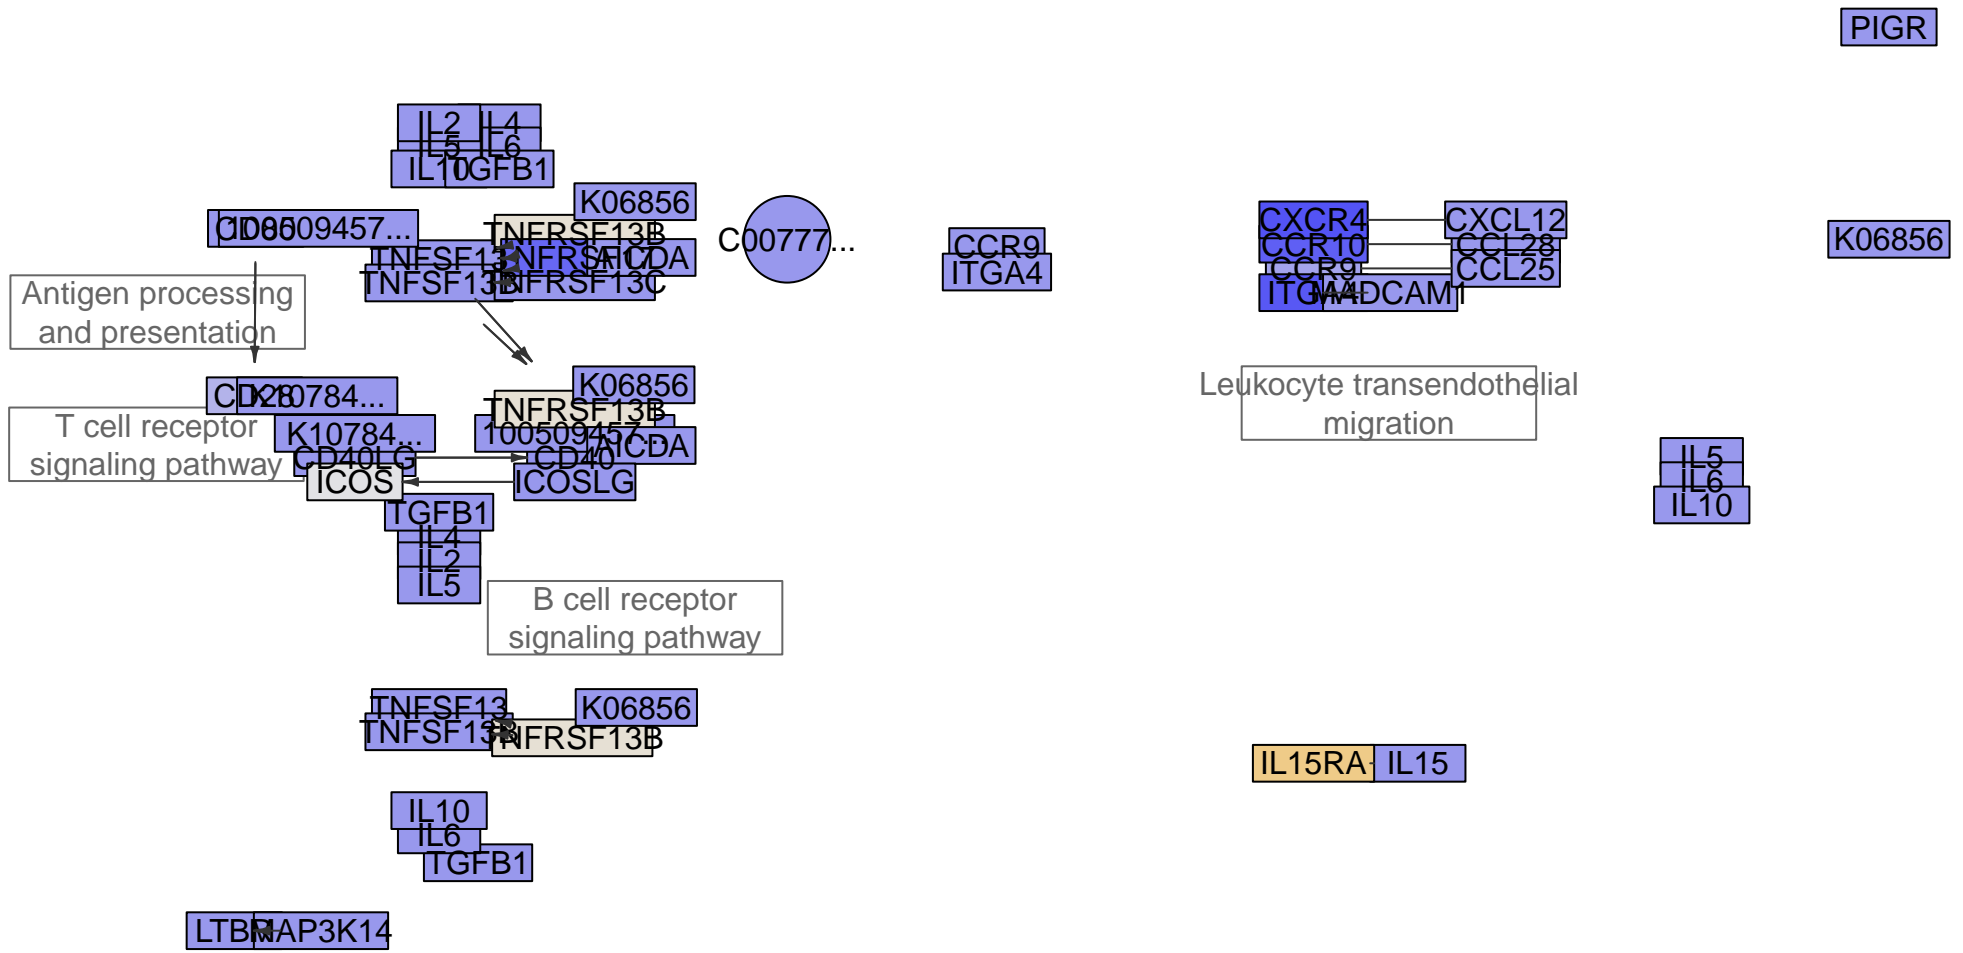 PIGR
IL2
IL4
IL5
IL6
IL10
TGFB1
K06856
TNFRSF13B
CD80
100509457...
TNFSF13
AICDA
TNFSF13B
TNFRSF13C
C00777...
CCR9
ITGA4
CXCR4
CXCL12
CCR10
CCL28
CCR9
CCL25
ITGA4
MADCAM1
K06856
Antigen processing
and presentation
CD28
K10784...
K06856
TNFRSF13B
Leukocyte transendothelial
migration
T cell receptor
signaling pathway
K10784...
100509457...
AICDA
CD40LG
CD40
ICOS
ICOSLG
IL5
IL6
IL10
TGFB1
IL4
IL2
IL5
B cell receptor
signaling pathway
TNFSF13
K06856
TNFSF13B
TNFRSF13B
IL15RA
IL15
IL10
IL6
TGFB1
MAP3K14